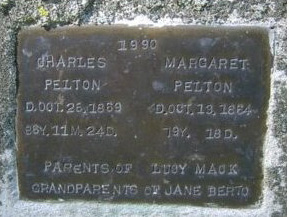 1990
CHARLES MARGARET
PELTON PELTON
D. OCT. 26, 1869 D. OCT. 13, 1864
86Y. 11M. 24D. 79Y. 18D.
PARENTS OF LUCY MACK
GRANDPARENTS OF JANE BERTO